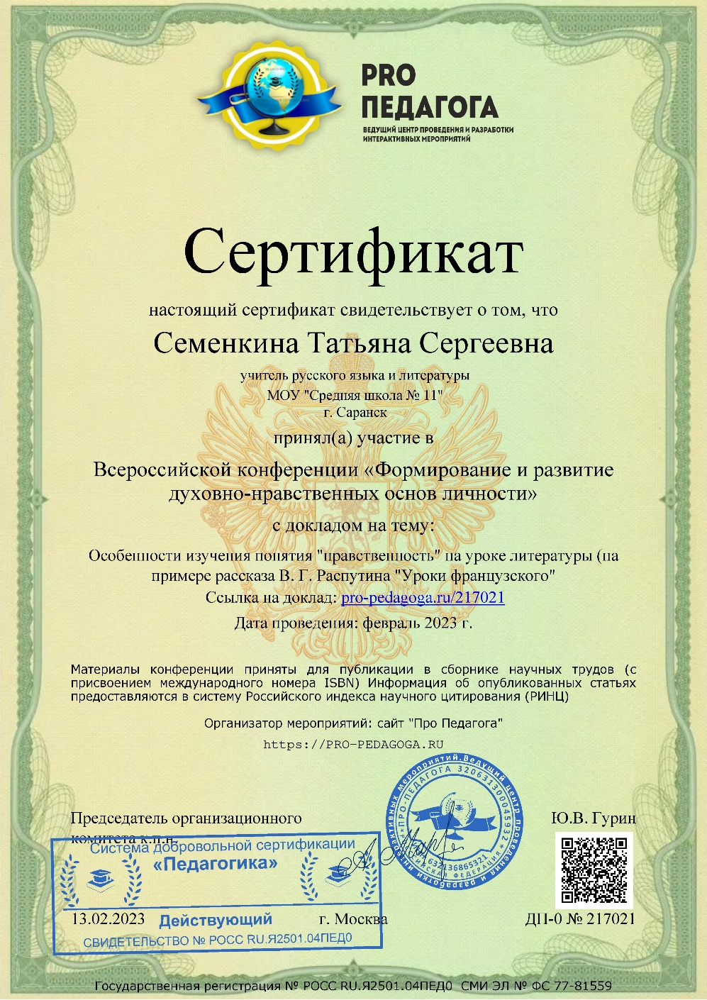 PRO
ПЕДАГОГА
ВЕДУЩИЙ ЦЕНТР ПРОВЕДЕНИЯ И РАЗРАБОТКИ
ИНТЕРАКТИВНЫХ МЕРОПРИЯТИЙ
Сертификат
настоящий сертификат свидетельствует о том, что
Семенкина Татьяна Сергеевна
учитель русского языка и литературы
МОУ "Средняя школа № 11"
г. Саранск
принял(а) участие в
Всероссийской конференции «Формирование и развитие
духовно-нравственных основ личности»
с докладом на тему:
Особенности изучения понятия "нравственность" на уроке литературы (на
примере рассказа В. Г. Распутина "Уроки французского"
Ссылка на доклад: pro-pedagoga.ru/217021
Дата проведения: февраль 2023 г.
Материалы конференции приняты для публикации в сборнике научных трудов (с
присвоением международного номера ISBN) Информация об опубликованных статьях
предоставляются в систему Российского индекса научного цитирования (РИНЦ)
Организатор мероприятий: сайт "Про Педагога"
https://PRO-PEDAGOGA.RU
Председатель организационного
комитета к.п.н.
Ю.В. Гурин
Система добровольной сертификации
«Педагогика»
13.02.2023
Действующий
г. Москва
ДП-0 № 217021
СВИДЕТЕЛЬСТВО № РОСС RU.Я2501.04ПЕД0
Ведущий центр проведения и разработки интерактивных мероприятий.
ПРО-ПЕДАГОГА 320631300045932
632136865321
Государственная регистрация № РОСС RU.Я2501.04ПЕД0 СМИ ЭЛ № ФС 77-81559